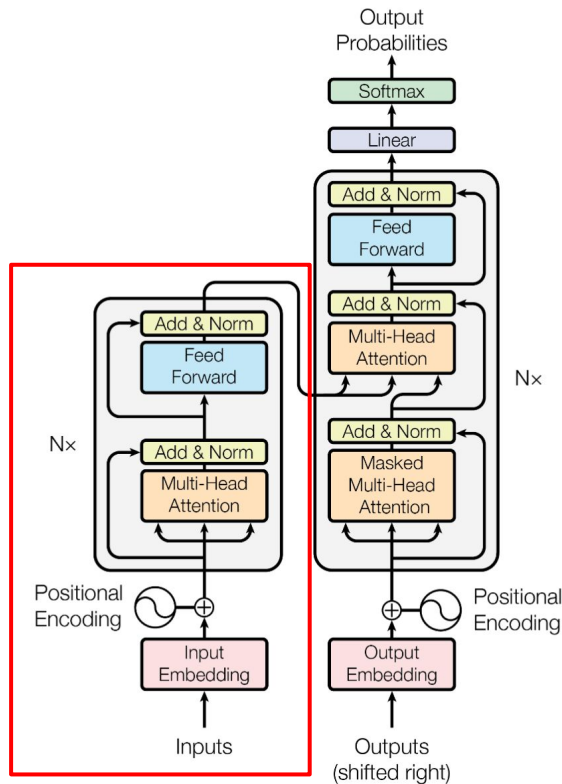 Output
Probabilities
Softmax
Linear
Add & Norm
Feed
Forward
Add & Norm
Multi-Head
Attention
Nx
Add & Norm
Masked
Multi-Head
Attention
Positional
Encoding
Output
Embedding
Outputs
(shifted right)
Add & Norm
Feed
Forward
Nx
Add & Norm
Multi-Head
Attention
Positional
Encoding
Input
Embedding
Inputs